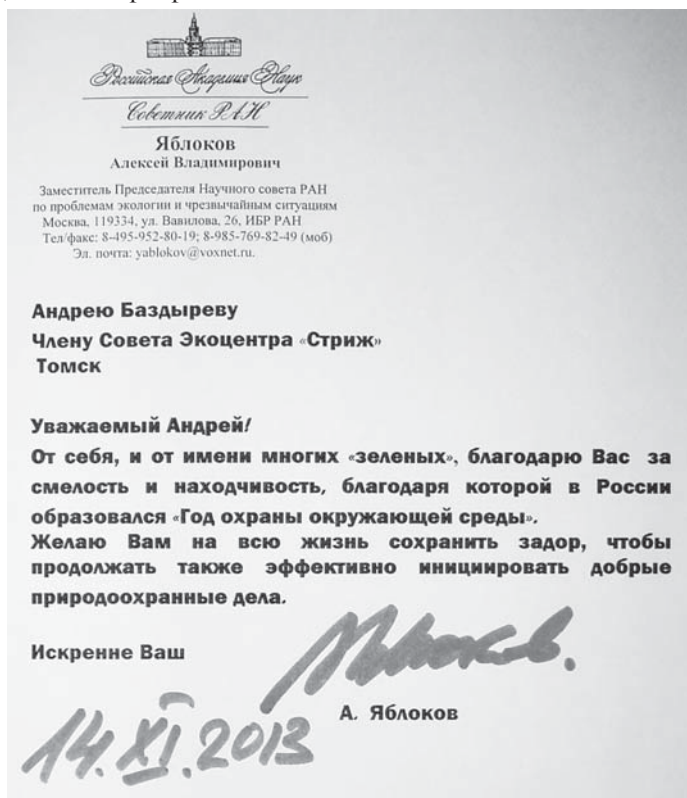 Российская Академия Наук
Советник РАН
Яблоков
Алексей Владимирович
Заместитель Председателя Научного совета РАН
по проблемам экологии и чрезвычайным ситуациям
Москва, 119334, ул. Вавилова, 26, ИБР РАН
Тел/факс: 8-495-952-80-19; 8-985-769-82-49 (моб)
Эл. почта: yablokov@voxnet.ru.
Андрею Баздыреву
Члену Совета Экоцентра «Стриж»
Томск
Уважаемый Андрей!
От себя, и от имени многих «зеленых», благодарю Вас за
смелость и находчивость, благодаря которой в России
образовался «Год охраны окружающей среды».
Желаю Вам на всю жизнь сохранить задор, чтобы
продолжать также эффективно инициировать добрые
природоохранные дела.
Искренне Ваш
Яблоков.
А. Яблоков
14.XI.2013